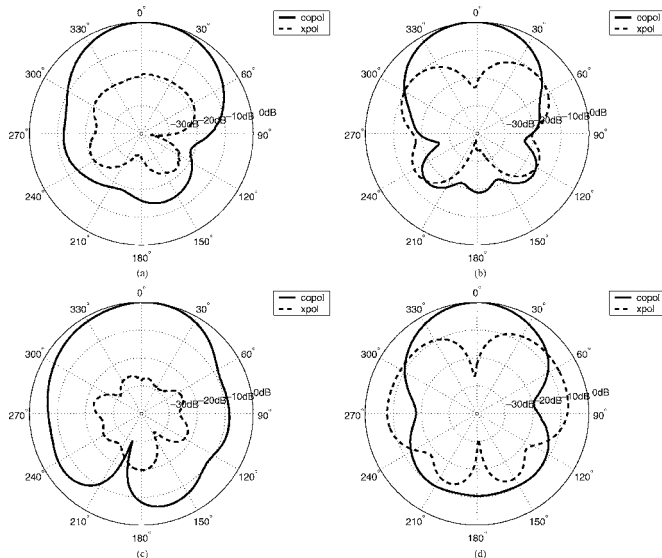 0°
30°
60°
90°
120°
150°
180°
210°
240°
270°
300°
330°
−30dB
−20dB
−10dB
0dB
copol
xpol
(a)
0°
30°
60°
90°
120°
150°
180°
210°
240°
270°
300°
330°
−30dB
−20dB
−10dB
0dB
copol
xpol
(b)
0°
30°
60°
90°
120°
150°
180°
210°
240°
270°
300°
330°
−30dB
−20dB
−10dB
0dB
copol
xpol
(c)
0°
30°
60°
90°
120°
150°
180°
210°
240°
270°
300°
330°
−30dB
−20dB
−10dB
0dB
copol
xpol
(d)